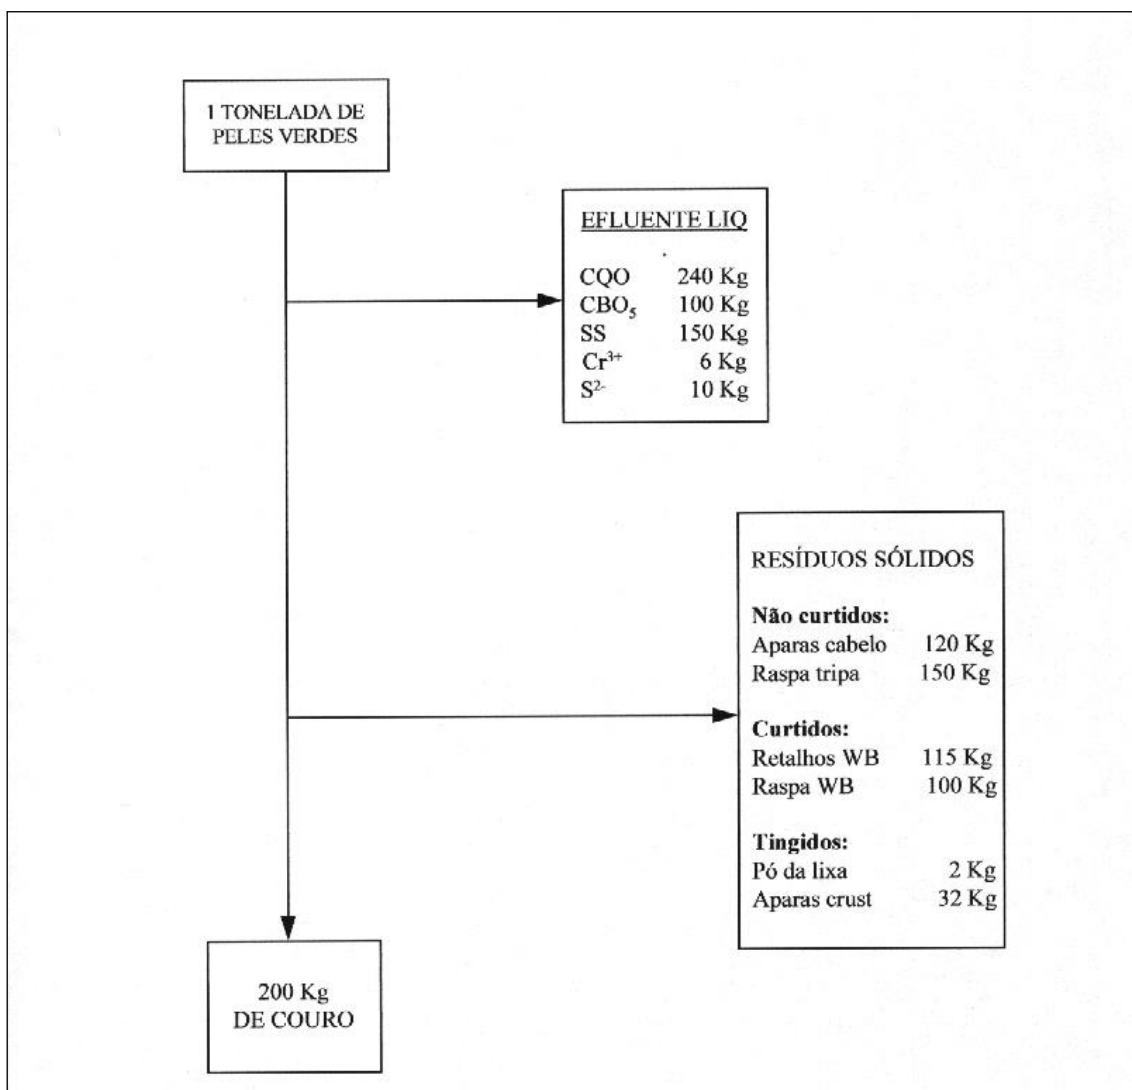 1 TONELADA DE
PELES VERDES
EFLUENTE LIQ
CQO 240 Kg
CBO₅ 100 Kg
SS 150 Kg
Cr³⁺ 6 Kg
S²⁻ 10 Kg
RESÍDUOS SÓLIDOS
Não curtidos:
Aparas cabelo 120 Kg
Raspa tripa 150 Kg
Curtidos:
Retalhos WB 115 Kg
Raspa WB 100 Kg
Tingidos:
Pó da lixa 2 Kg
Aparas crust 32 Kg
200 Kg
DE COURO